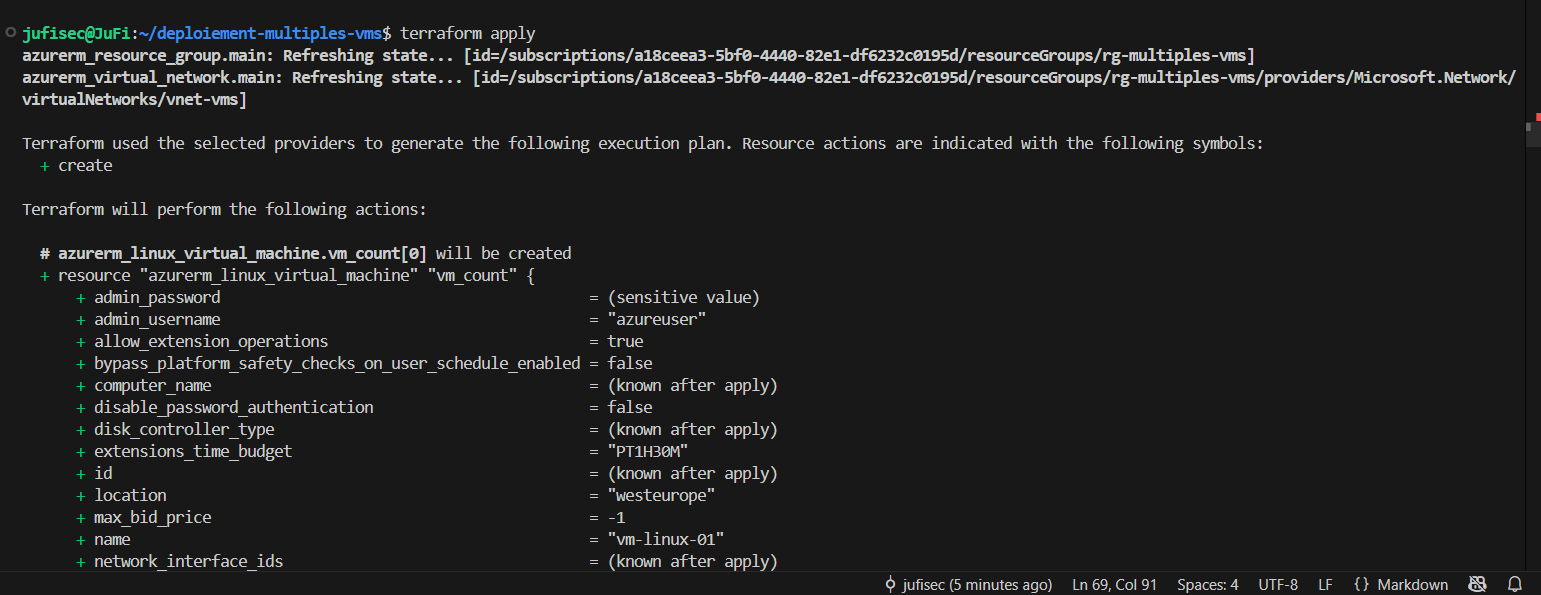 jufisec@JuFi:~/deploiement-multiples-vms$ terraform apply
azurerm_resource_group.main: Refreshing state... [id=/subscriptions/a18ceea3-5bf0-4440-82e1-df6232c0195d/resourceGroups/rg-multiples-vms]
azurerm_virtual_network.main: Refreshing state... [id=/subscriptions/a18ceea3-5bf0-4440-82e1-df6232c0195d/resourceGroups/rg-multiples-vms/providers/Microsoft.Network/
virtualNetworks/vnet-vms]
Terraform used the selected providers to generate the following execution plan. Resource actions are indicated with the following symbols:
+ create
Terraform will perform the following actions:
# azurerm_linux_virtual_machine.vm_count[0] will be created
+ resource "azurerm_linux_virtual_machine" "vm_count" {
+ admin_password = (sensitive value)
+ admin_username = "azureuser"
+ allow_extension_operations = true
+ bypass_platform_safety_checks_on_user_schedule_enabled = false
+ computer_name = (known after apply)
+ disable_password_authentication = false
+ disk_controller_type = (known after apply)
+ extensions_time_budget = "PT1H30M"
+ id = (known after apply)
+ location = "westeurope"
+ max_bid_price = -1
+ name = "vm-linux-01"
+ network_interface_ids = (known after apply)
jufisec (5 minutes ago) Ln 69, Col 91 Spaces: 4 UTF-8 LF {} Markdown